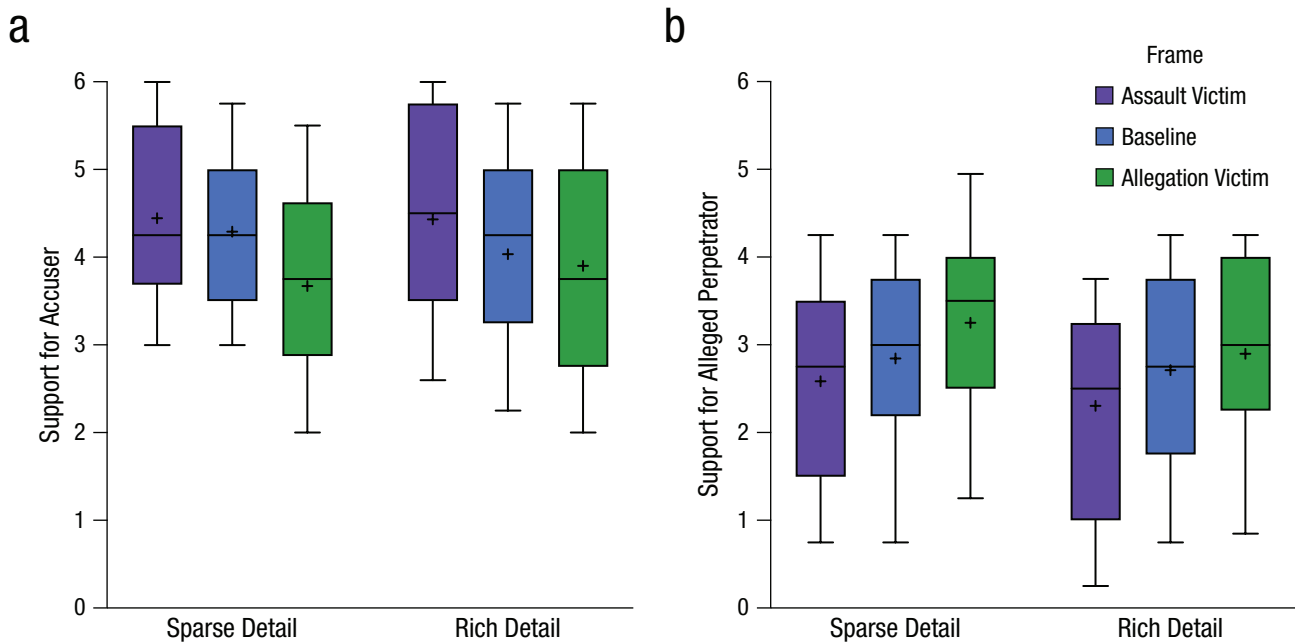 a
6
5
4
3
2
1
0
Support for Accuser
Sparse Detail
Rich Detail
b
6
5
4
3
2
1
0
Support for Alleged Perpetrator
Sparse Detail
Rich Detail
Frame
Assault Victim
Baseline
Allegation Victim